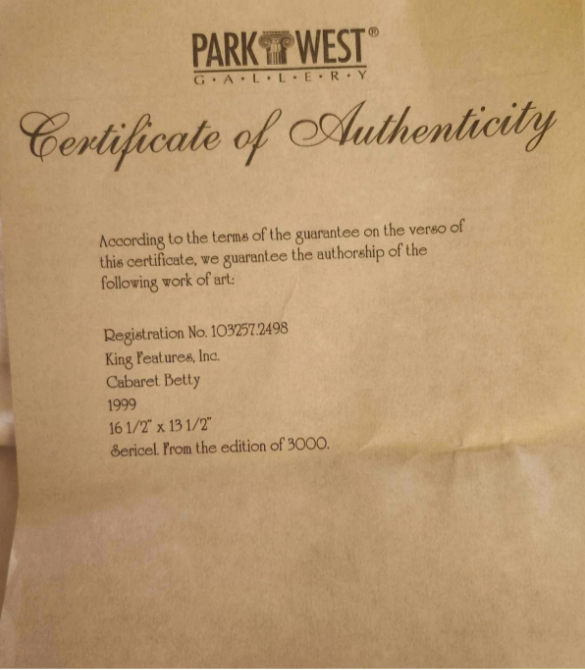 PARK WEST®
G·A·L·L·E·R·Y
Certificate of Authenticity
According to the terms of the guarantee on the verso of
this certificate, we guarantee the authorship of the
following work of art:
Registration No. 103257.2498
King Features, Inc.
Cabaret Betty
1999
16 1/2" x 13 1/2"
Sericel. From the edition of 3000.